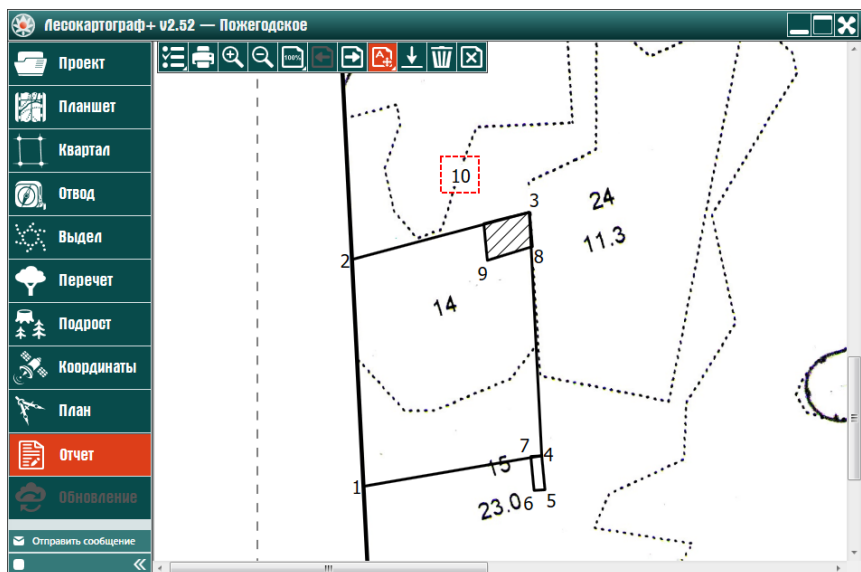 Лесокартограф+ v2.52 — Пожегодское
Проект
Планшет
Квартал
Отвод
Выдел
Перечет
Подрост
Координаты
План
Отчет
Обновление
Отправить сообщение
100%
10
3
24
11.3
2
8
9
14
7
4
15
1
23.0
6
5